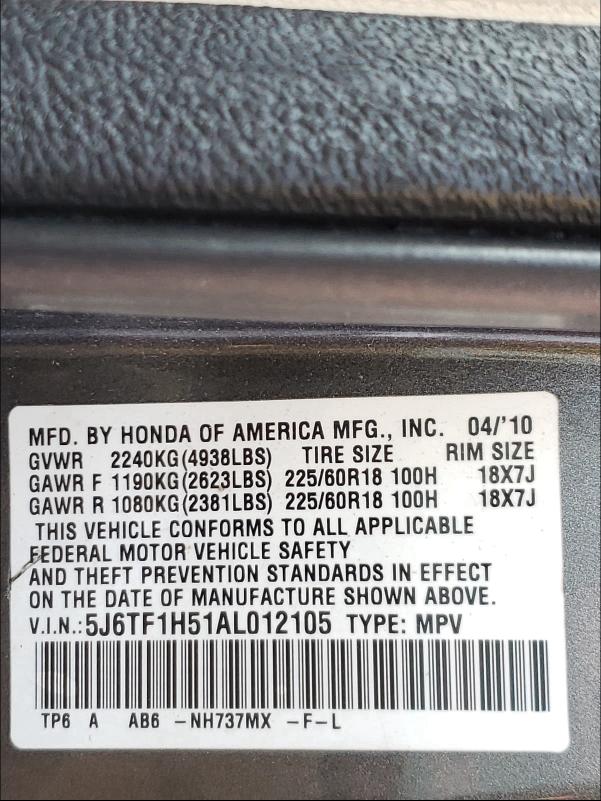 MFD. BY HONDA OF AMERICA MFG., INC. 04/'10
GVWR 2240KG(4938LBS) TIRE SIZE RIM SIZE
GAWR F 1190KG(2623LBS) 225/60R18 100H 18X7J
GAWR R 1080KG(2381LBS) 225/60R18 100H 18X7J
THIS VEHICLE CONFORMS TO ALL APPLICABLE
FEDERAL MOTOR VEHICLE SAFETY
AND THEFT PREVENTION STANDARDS IN EFFECT
ON THE DATE OF MANUFACTURE SHOWN ABOVE.
V.I.N.:5J6TF1H51AL012105 TYPE: MPV
TP6 A AB6 -NH737MX -F-L